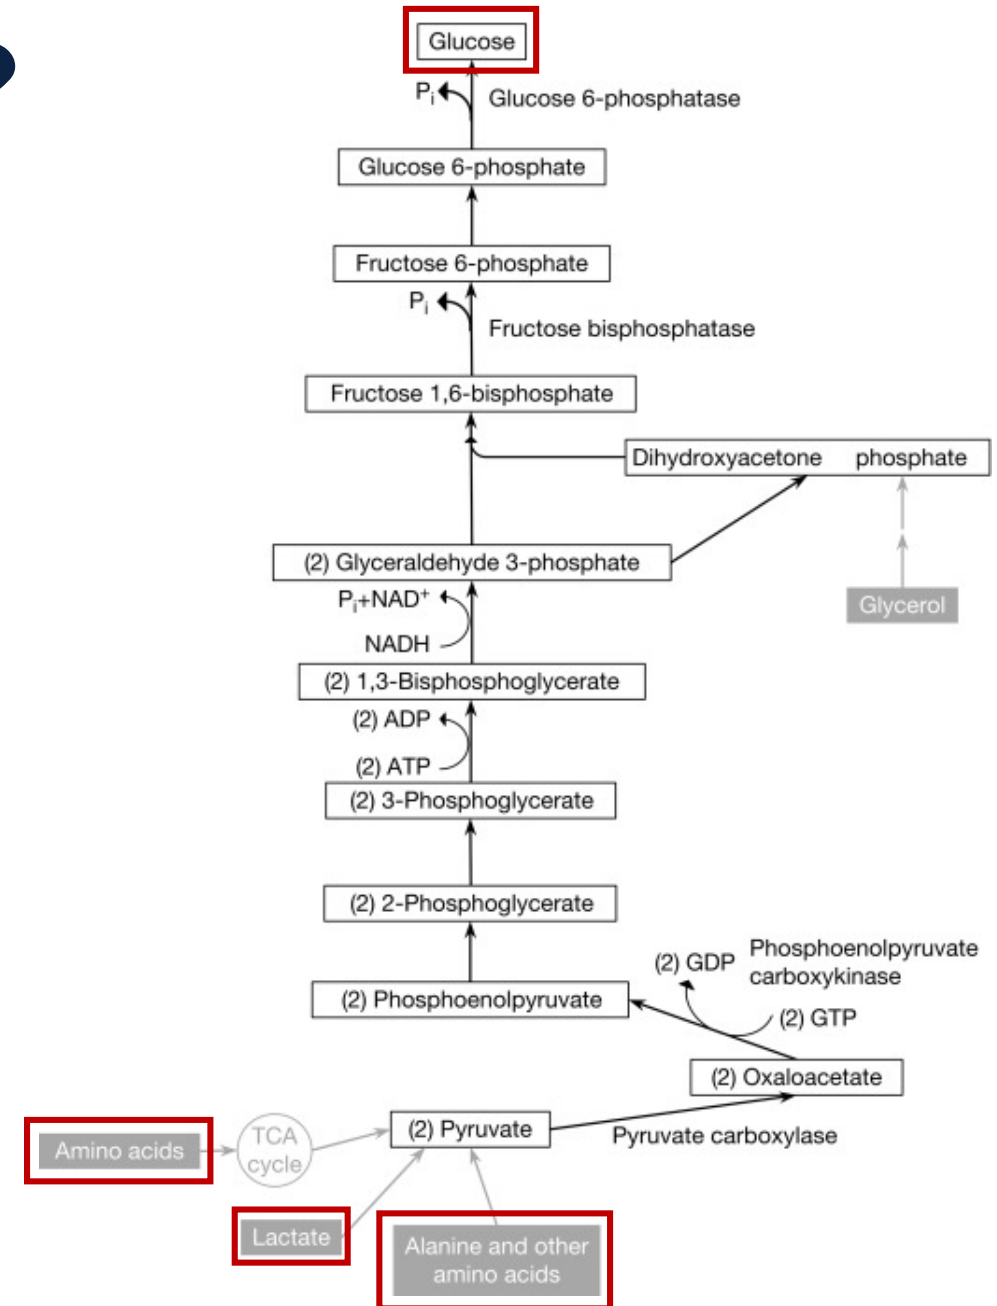 Glucose
Pi
Glucose 6-phosphatase
Glucose 6-phosphate
Fructose 6-phosphate
Pi
Fructose bisphosphatase
Fructose 1,6-bisphosphate
Dihydroxyacetone phosphate
(2) Glyceraldehyde 3-phosphate
Pi+NAD+
Glycerol
NADH
(2) 1,3-Bisphosphoglycerate
(2) ADP
(2) ATP
(2) 3-Phosphoglycerate
(2) 2-Phosphoglycerate
Phosphoenolpyruvate
carboxykinase
(2) GDP
(2) Phosphoenolpyruvate
(2) GTP
(2) Oxaloacetate
(2) Pyruvate
Pyruvate carboxylase
Amino acids
TCA
cycle
Lactate
Alanine and other
amino acids